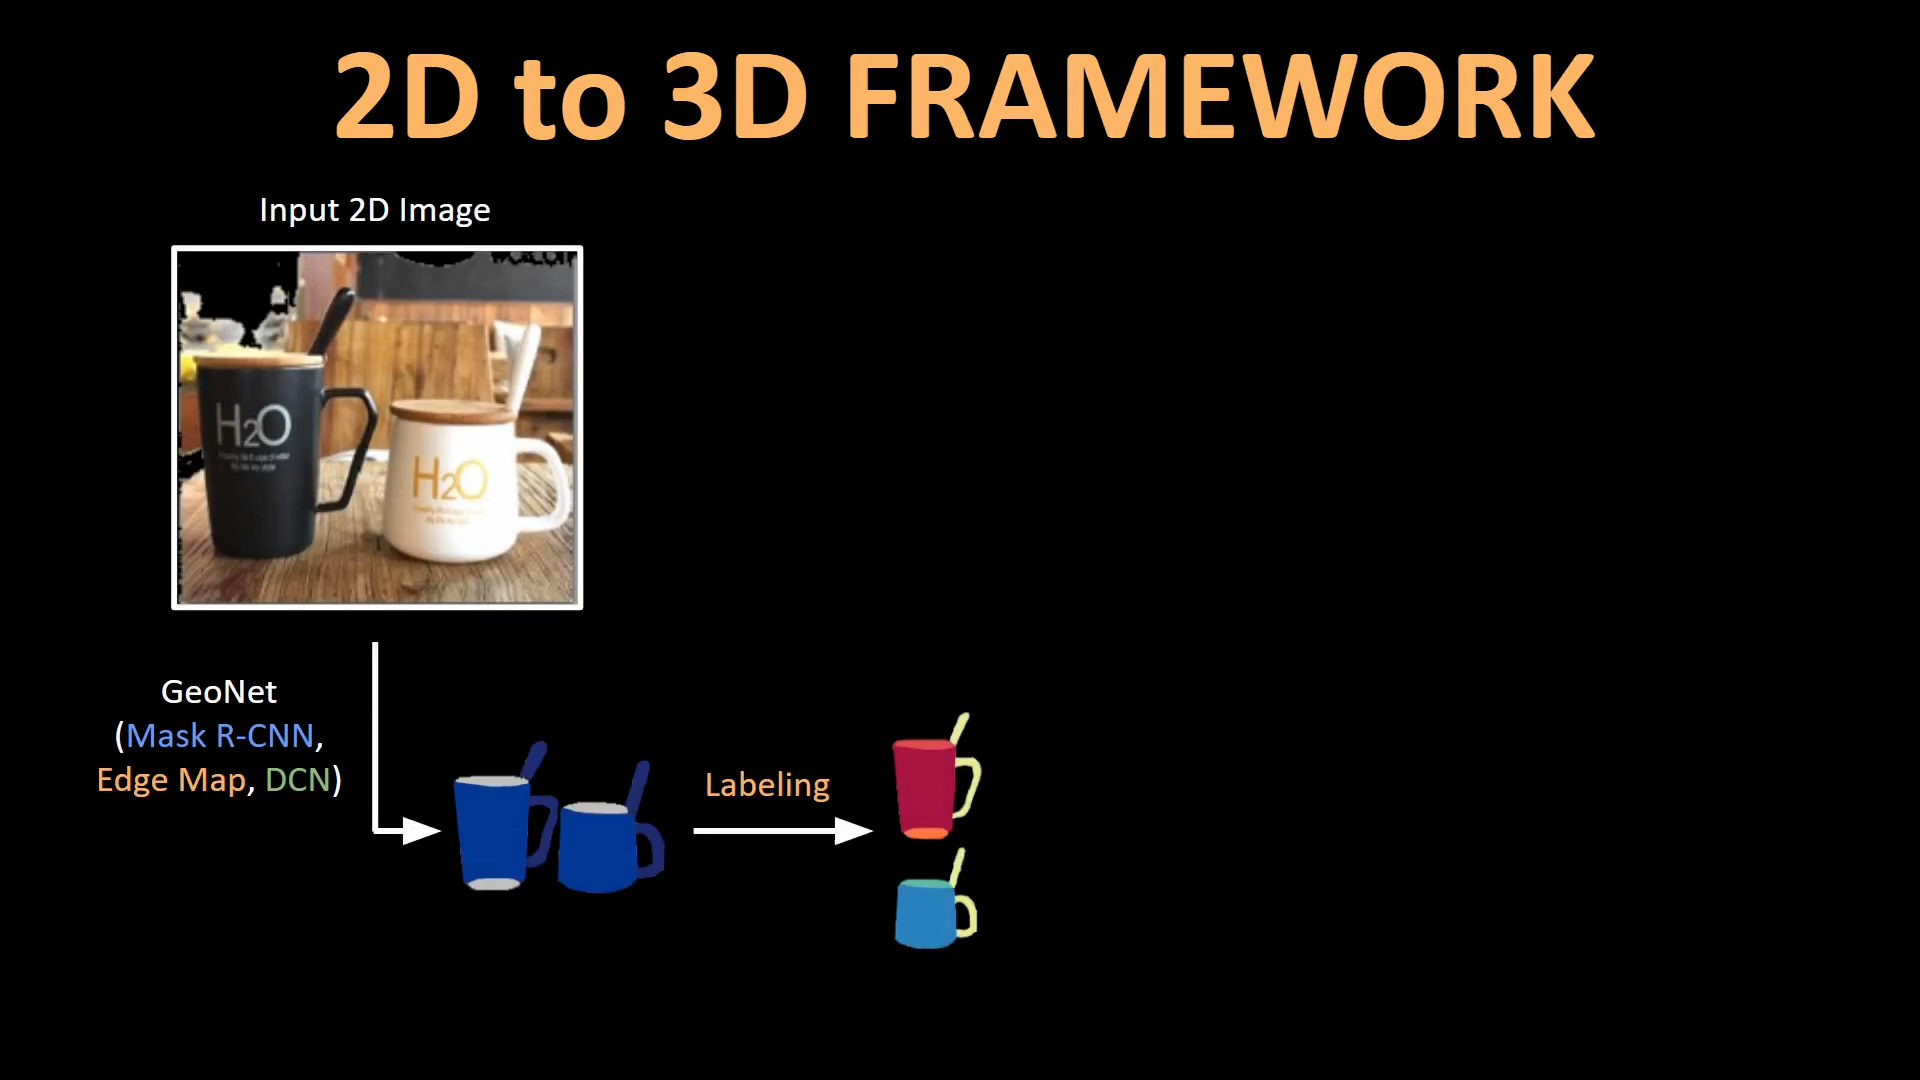 2D to 3D FRAMEWORK
Input 2D Image
H2O
H2O
GeoNet
(Mask R-CNN,
Edge Map, DCN)
Labeling